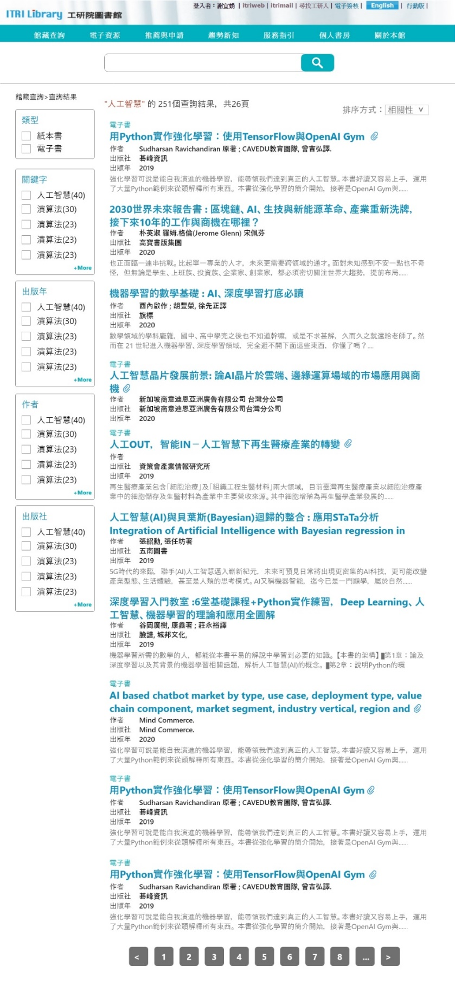 登入者：謝宜娟 | itriweb | itrimail | 尋找工研人 | 電子簽核 | English | 行動版 |
ITRI Library 工研院圖書館
館藏查詢 電子資源 推薦與申請 趨勢新知 服務指引 個人書房 關於本館
館藏查詢>查詢結果
類型
紙本書
電子書
關鍵字
人工智慧(40)
演算法(30)
演算法(23)
演算法(23)
演算法(23)
+More
出版年
人工智慧(40)
演算法(30)
演算法(23)
演算法(23)
演算法(23)
+More
作者
人工智慧(40)
演算法(30)
演算法(23)
演算法(23)
演算法(23)
+More
出版社
人工智慧(40)
演算法(30)
演算法(23)
演算法(23)
演算法(23)
+More
"人工智慧" 的 251個查詢結果，共26頁
排序方式：相關性 ∨
電子書
用Python實作強化學習：使用TensorFlow與OpenAI Gym
作者 Sudharsan Ravichandiran 原著 ; CAVEDU教育團隊, 曾吉弘譯.
出版社 碁峰資訊
出版年 2019
強化學習可說是能自我演進的機器學習，能帶領我們達到真正的人工智慧。本書好讀又容易上手，運用
了大量Python範例來從頭解釋所有東西。本書從強化學習的簡介開始，接著是OpenAI Gym與......
2030世界未來報告書 : 區塊鏈、AI、生技與新能源革命、產業重新洗牌，
接下來10年的工作與商機在哪裡？
作者 朴英淑 羅姆.格倫(Jerome Glenn) 宋佩芬
出版社 高寶書版集團
出版年 2020
也正面臨一連串挑戰。比起單一專業的人才，未來更需要跨領域的通才。面對未知感到不安一點也不奇
怪，但無論是學生、上班族、投資族、企業家、創業家，都必須密切關注世界大趨勢，提前布局......
機器學習的數學基礎 : AI、深度學習打底必讀
作者 西內啟作 ; 胡豐榮, 徐先正譯
出版社 旗標
出版年 2020
數學領域的學科龐雜，國中、高中學完之後也不知道幹嘛，或是不求甚解，久而久之就還給老師了。然
而在 21 世紀進入機器學習、深度學習領域，完全避不開下面這些東西，你懂了嗎？....
電子書
人工智慧晶片發展前景: 論AI晶片於雲端、邊緣運算場域的市場應用與商
機
作者 新加坡商意迪恩亞洲廣告有限公司 台灣分公司
出版社 新加坡商意迪恩亞洲廣告有限公司台灣分公司
出版年 2020
電子書
人工OUT，智能IN－人工智慧下再生醫療產業的轉變
作者
出版社 資策會產業情報研究所
出版年 2019
再生醫療產業包含「細胞治療」及「組織工程生醫材料」兩大領域，目前臺灣再生醫療產業以細胞治療產
業中的細胞儲存及生醫材料為產業中主要營收來源。其中細胞增殖為再生醫學產業發展的......
人工智慧(AI)與貝葉斯(Bayesian)迴歸的整合 : 應用STaTa分析
Integration of Artificial Intelligence with Bayesian regression in
作者 張紹勳, 張任坊著
出版社 五南圖書
出版年 2019
5G時代的來臨，聯手(AI)人工智慧邁入嶄新紀元，未來可預見日常將出現更密集的AI科技，更可能改變
產業型態、生活體驗，甚至是人類的思考模式。AI又稱機器智能，迄今已是一門顯學，屬於自然......
深度學習入門教室 :6堂基礎課程+Python實作練習，Deep Learning、人
工智慧、機器學習的理論和應用全圖解
作者 谷岡廣樹, 康鑫著 ; 莊永裕譯
出版社 臉譜, 城邦文化,
出版年 2019
機器學習所需的數學的人，都能從本書平易的解說中學習到必要的知識。【本書的架構】█第1章：論及
深度學習以及其背景的機器學習相關話題，解析人工智慧(AI)的概念。█第2章：說明Python的環
電子書
AI based chatbot market by type, use case, deployment type, value
chain component, market segment, industry vertical, region and
作者 Mind Commerce.
出版社 Mind Commerce.
出版年 2020
強化學習可說是能自我演進的機器學習，能帶領我們達到真正的人工智慧。本書好讀又容易上手，運用
了大量Python範例來從頭解釋所有東西。本書從強化學習的簡介開始，接著是OpenAI Gym與......
電子書
用Python實作強化學習：使用TensorFlow與OpenAI Gym
作者 Sudharsan Ravichandiran 原著 ; CAVEDU教育團隊, 曾吉弘譯.
出版社 碁峰資訊
出版年 2019
強化學習可說是能自我演進的機器學習，能帶領我們達到真正的人工智慧。本書好讀又容易上手，運用
了大量Python範例來從頭解釋所有東西。本書從強化學習的簡介開始，接著是OpenAI Gym與......
電子書
用Python實作強化學習：使用TensorFlow與OpenAI Gym
作者 Sudharsan Ravichandiran 原著 ; CAVEDU教育團隊, 曾吉弘譯.
出版社 碁峰資訊
出版年 2019
強化學習可說是能自我演進的機器學習，能帶領我們達到真正的人工智慧。本書好讀又容易上手，運用
了大量Python範例來從頭解釋所有東西。本書從強化學習的簡介開始，接著是OpenAI Gym與......
< 1 2 3 4 5 6 7 8 ... >